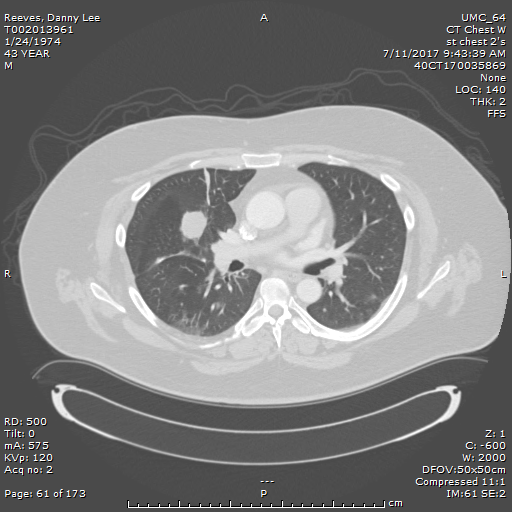 Reeves, Danny Lee
T002013961
1/24/1974
43 YEAR
M
A
UMC_64
CT Chest W
st chest 2's
7/11/2017 9:43:39 AM
40CT170035869
None
LOC: 140
THK: 2
FFS
R
L
RD: 500
Tilt: 0
mA: 575
KVp: 120
Acq no: 2
Page: 61 of 173
---
P
cm
Z: 1
C: -600
W: 2000
DFOV:50x50cm
Compressed 11:1
IM:61 SE:2